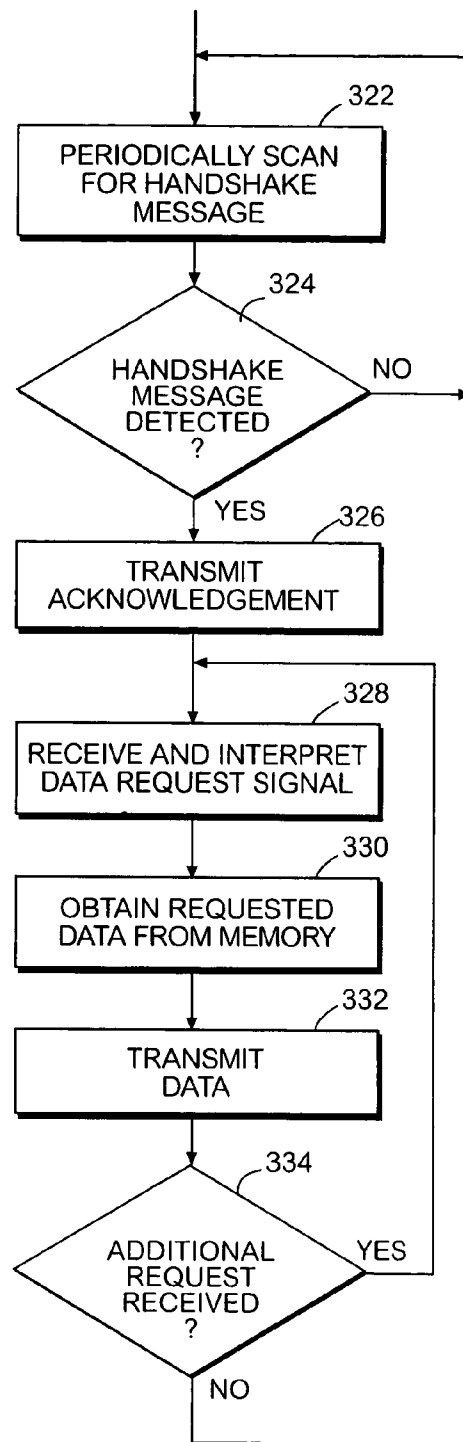 322
PERIODICALLY SCAN
FOR HANDSHAKE
MESSAGE
324
HANDSHAKE
MESSAGE
DETECTED
?
NO
YES
326
TRANSMIT
ACKNOWLEDGEMENT
328
RECEIVE AND INTERPRET
DATA REQUEST SIGNAL
330
OBTAIN REQUESTED
DATA FROM MEMORY
332
TRANSMIT
DATA
334
ADDITIONAL
REQUEST
RECEIVED
?
YES
NO